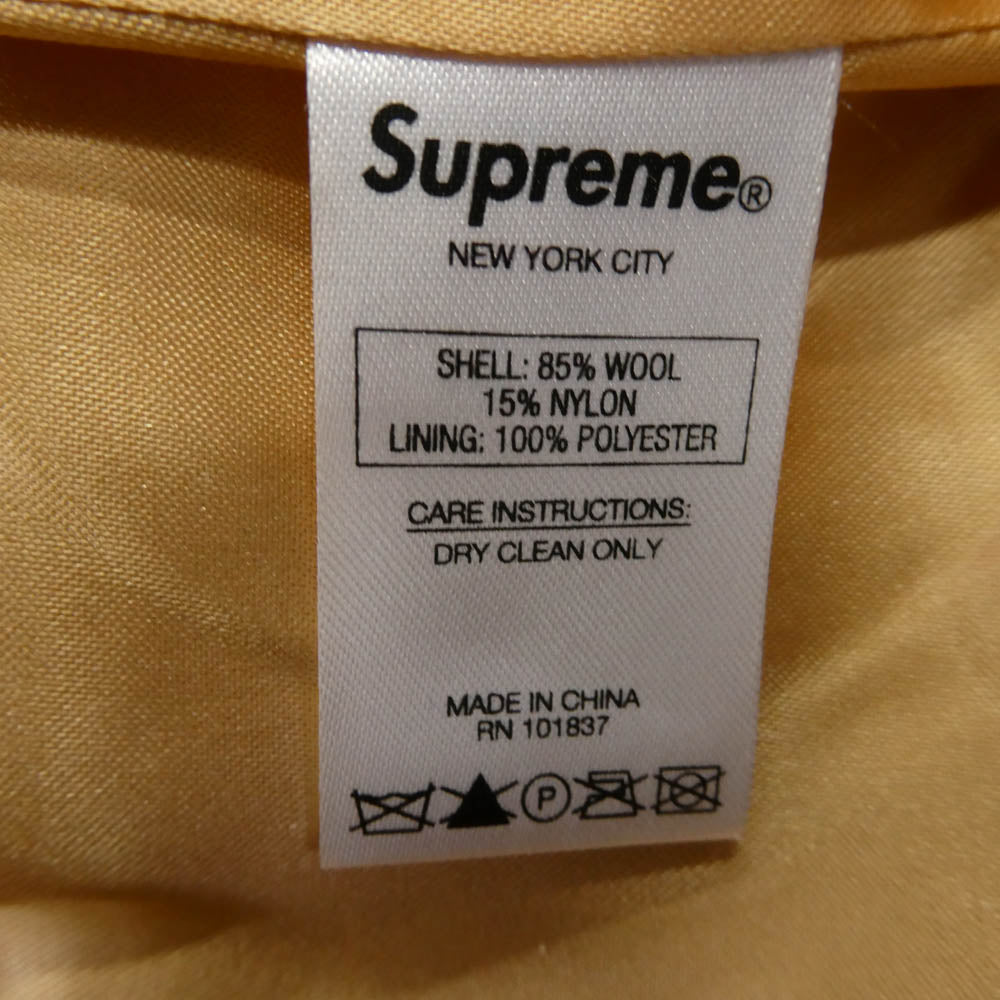 Supreme®
NEW YORK CITY
SHELL: 85% WOOL
15% NYLON
LINING: 100% POLYESTER
CARE INSTRUCTIONS:
DRY CLEAN ONLY
MADE IN CHINA
RN 101837
P